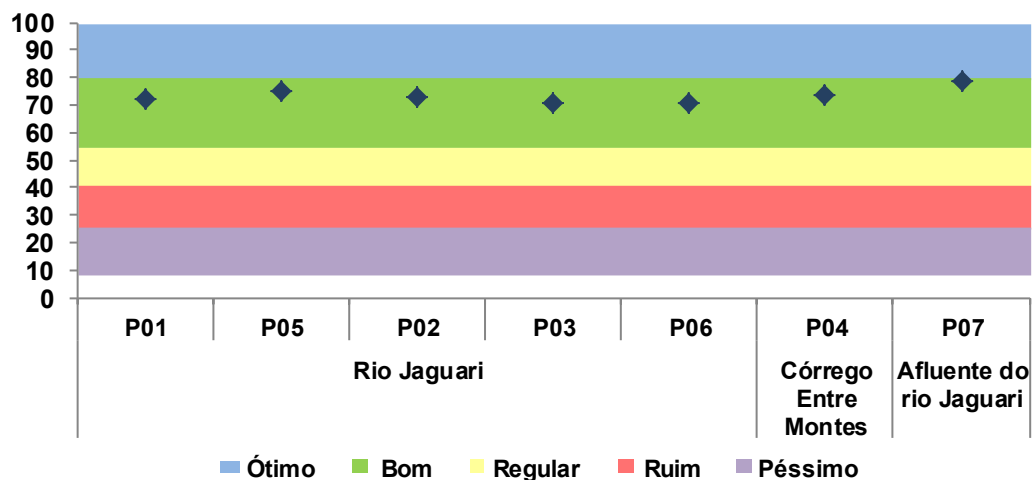 100
90
80
70
60
50
40
30
20
10
0
P01 P05 P02 P03 P06 P04 P07
Rio Jaguari
Córrego
Entre
Montes
Afluente do
rio Jaguari
Ótimo Bom Regular Ruim Péssimo